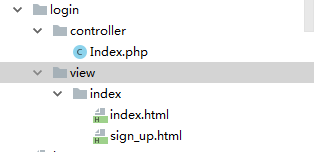 login
controller
Index.php
view
index
index.html
sign_up.html